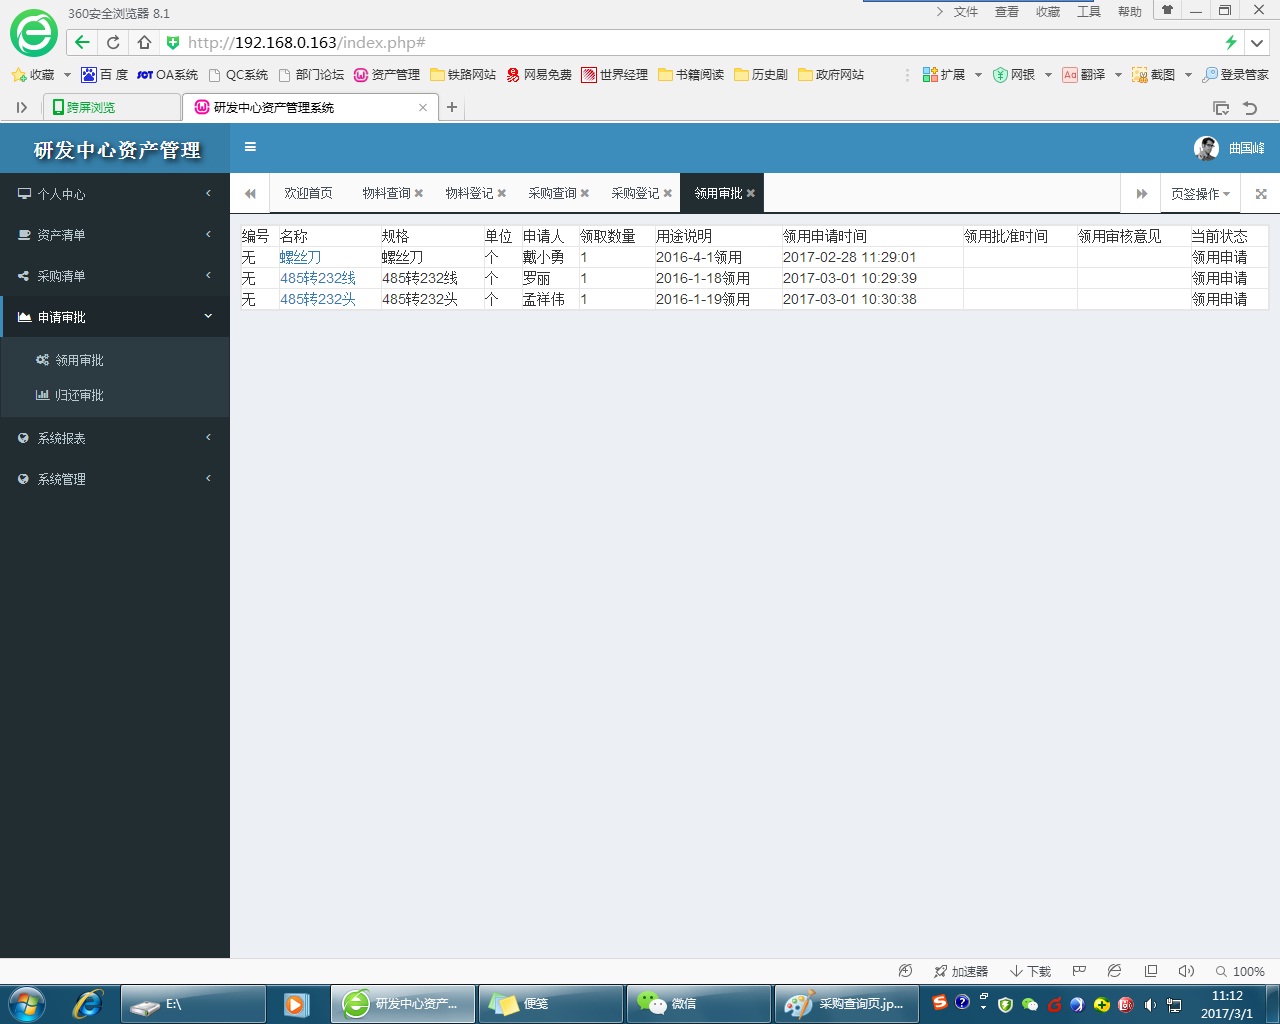 360安全浏览器 8.1
文件 查看 收藏 工具 帮助
http://192.168.0.163/index.php#
收藏 百 度 SOT OA系统 QC系统 部门论坛 资产管理 铁路网站 网易免费 世界经理 书籍阅读 历史剧 政府网站 扩展 网银 Aあ 翻译 截图 登录管家
跨屏浏览 研发中心资产管理系统
研发中心资产管理 曲国峰
个人中心
资产清单
采购清单
申请审批
领用审批
归还审批
系统报表
系统管理
欢迎首页 物料查询 物料登记 采购查询 采购登记 领用审批 页签操作
编号 名称 规格 单位 申请人 领取数量 用途说明 领用申请时间 领用批准时间 领用审核意见 当前状态
无 螺丝刀 螺丝刀 个 戴小勇 1 2016-4-1领用 2017-02-28 11:29:01 领用申请
无 485转232线 485转232线 个 罗丽 1 2016-1-18领用 2017-03-01 10:29:39 领用申请
无 485转232头 485转232头 个 孟祥伟 1 2016-1-19领用 2017-03-01 10:30:38 领用申请
加速器 下载 100%
E:\ 研发中心资产... 便笺 微信 采购查询页.jp...
11:12
2017/3/1